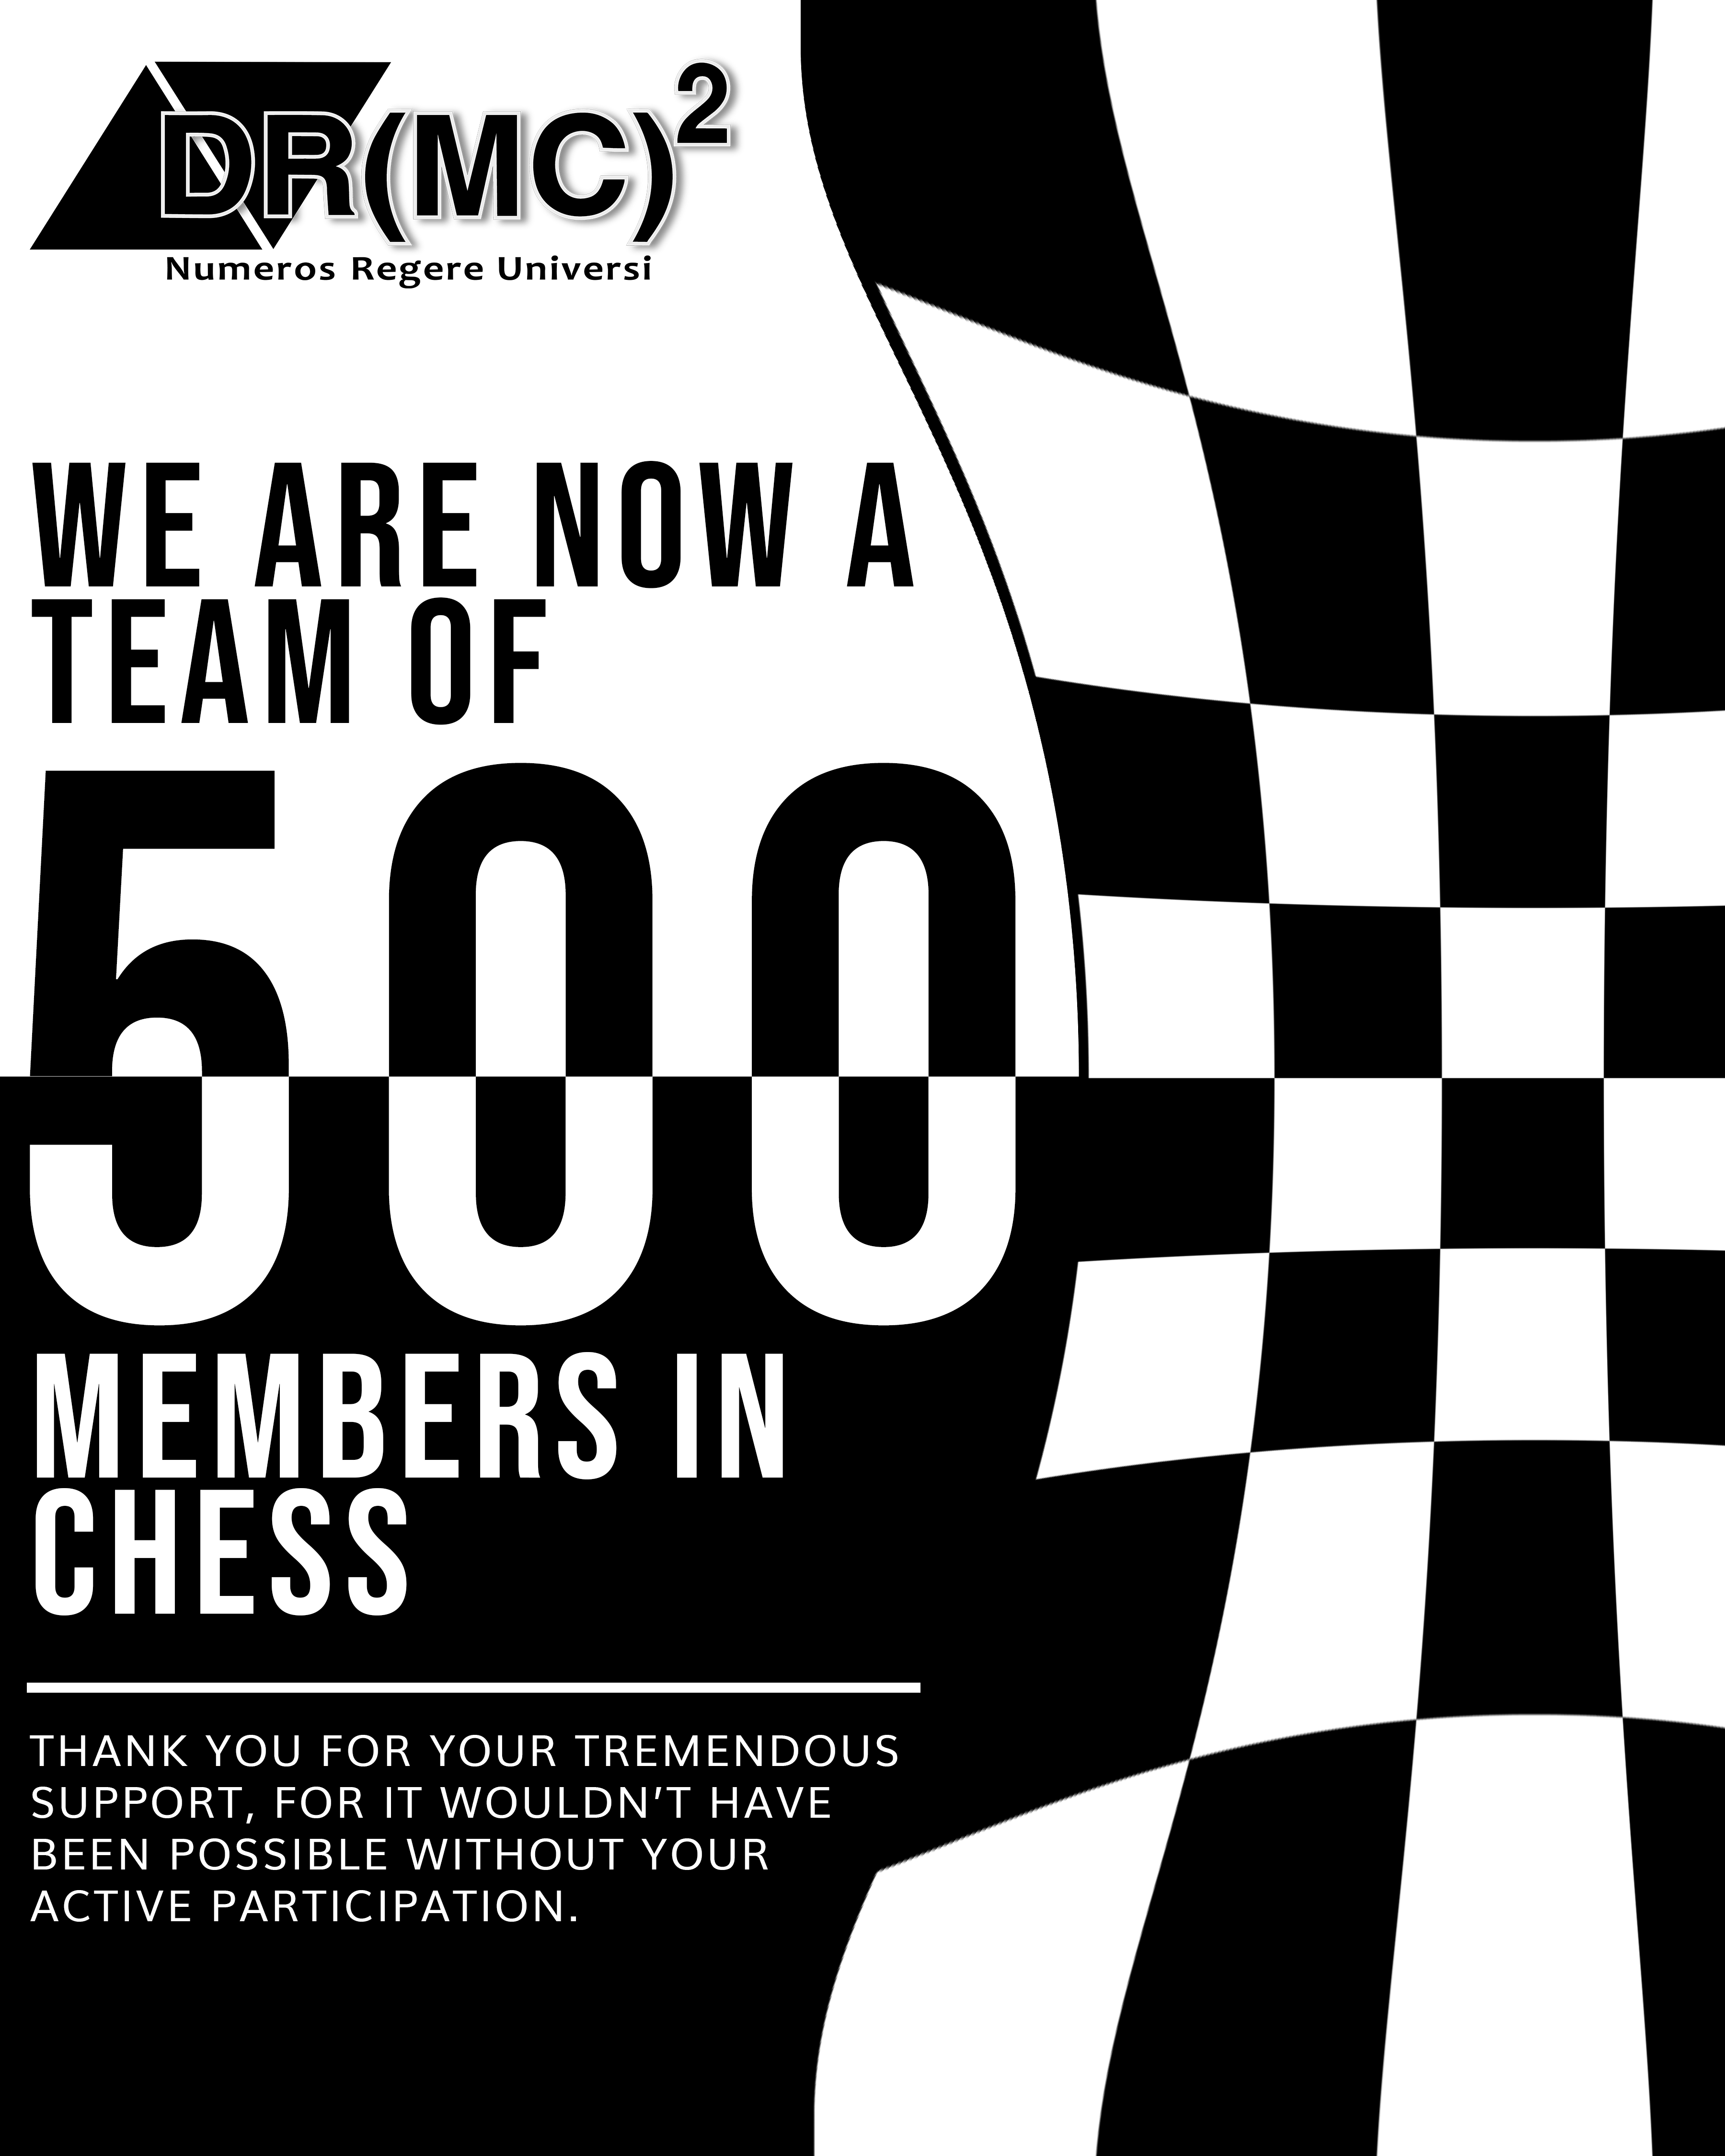 DR(MC)²
Numeros Regere Universi
WE ARE NOW A
TEAM OF
500
MEMBERS IN
CHESS
THANK YOU FOR YOUR TREMENDOUS
SUPPORT, FOR IT WOULDN'T HAVE
BEEN POSSIBLE WITHOUT YOUR
ACTIVE PARTICIPATION.